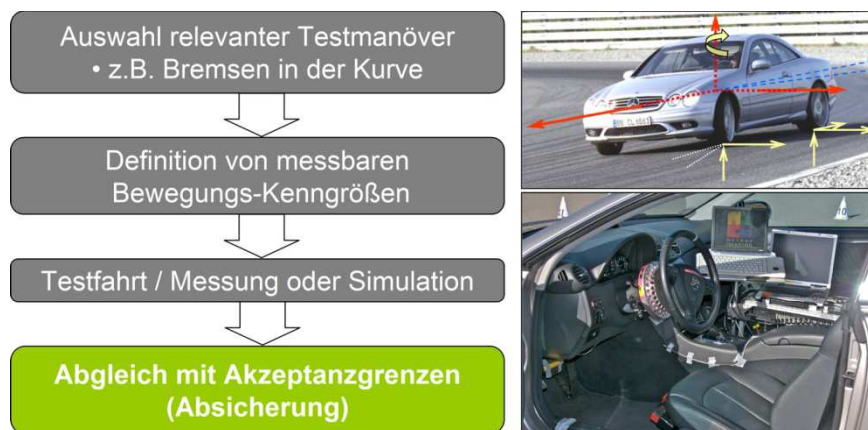 Auswahl relevanter Testmanöver
• z.B. Bremsen in der Kurve
Definition von messbaren
Bewegungs-Kenngrößen
Testfahrt / Messung oder Simulation
Abgleich mit Akzeptanzgrenzen
(Absicherung)